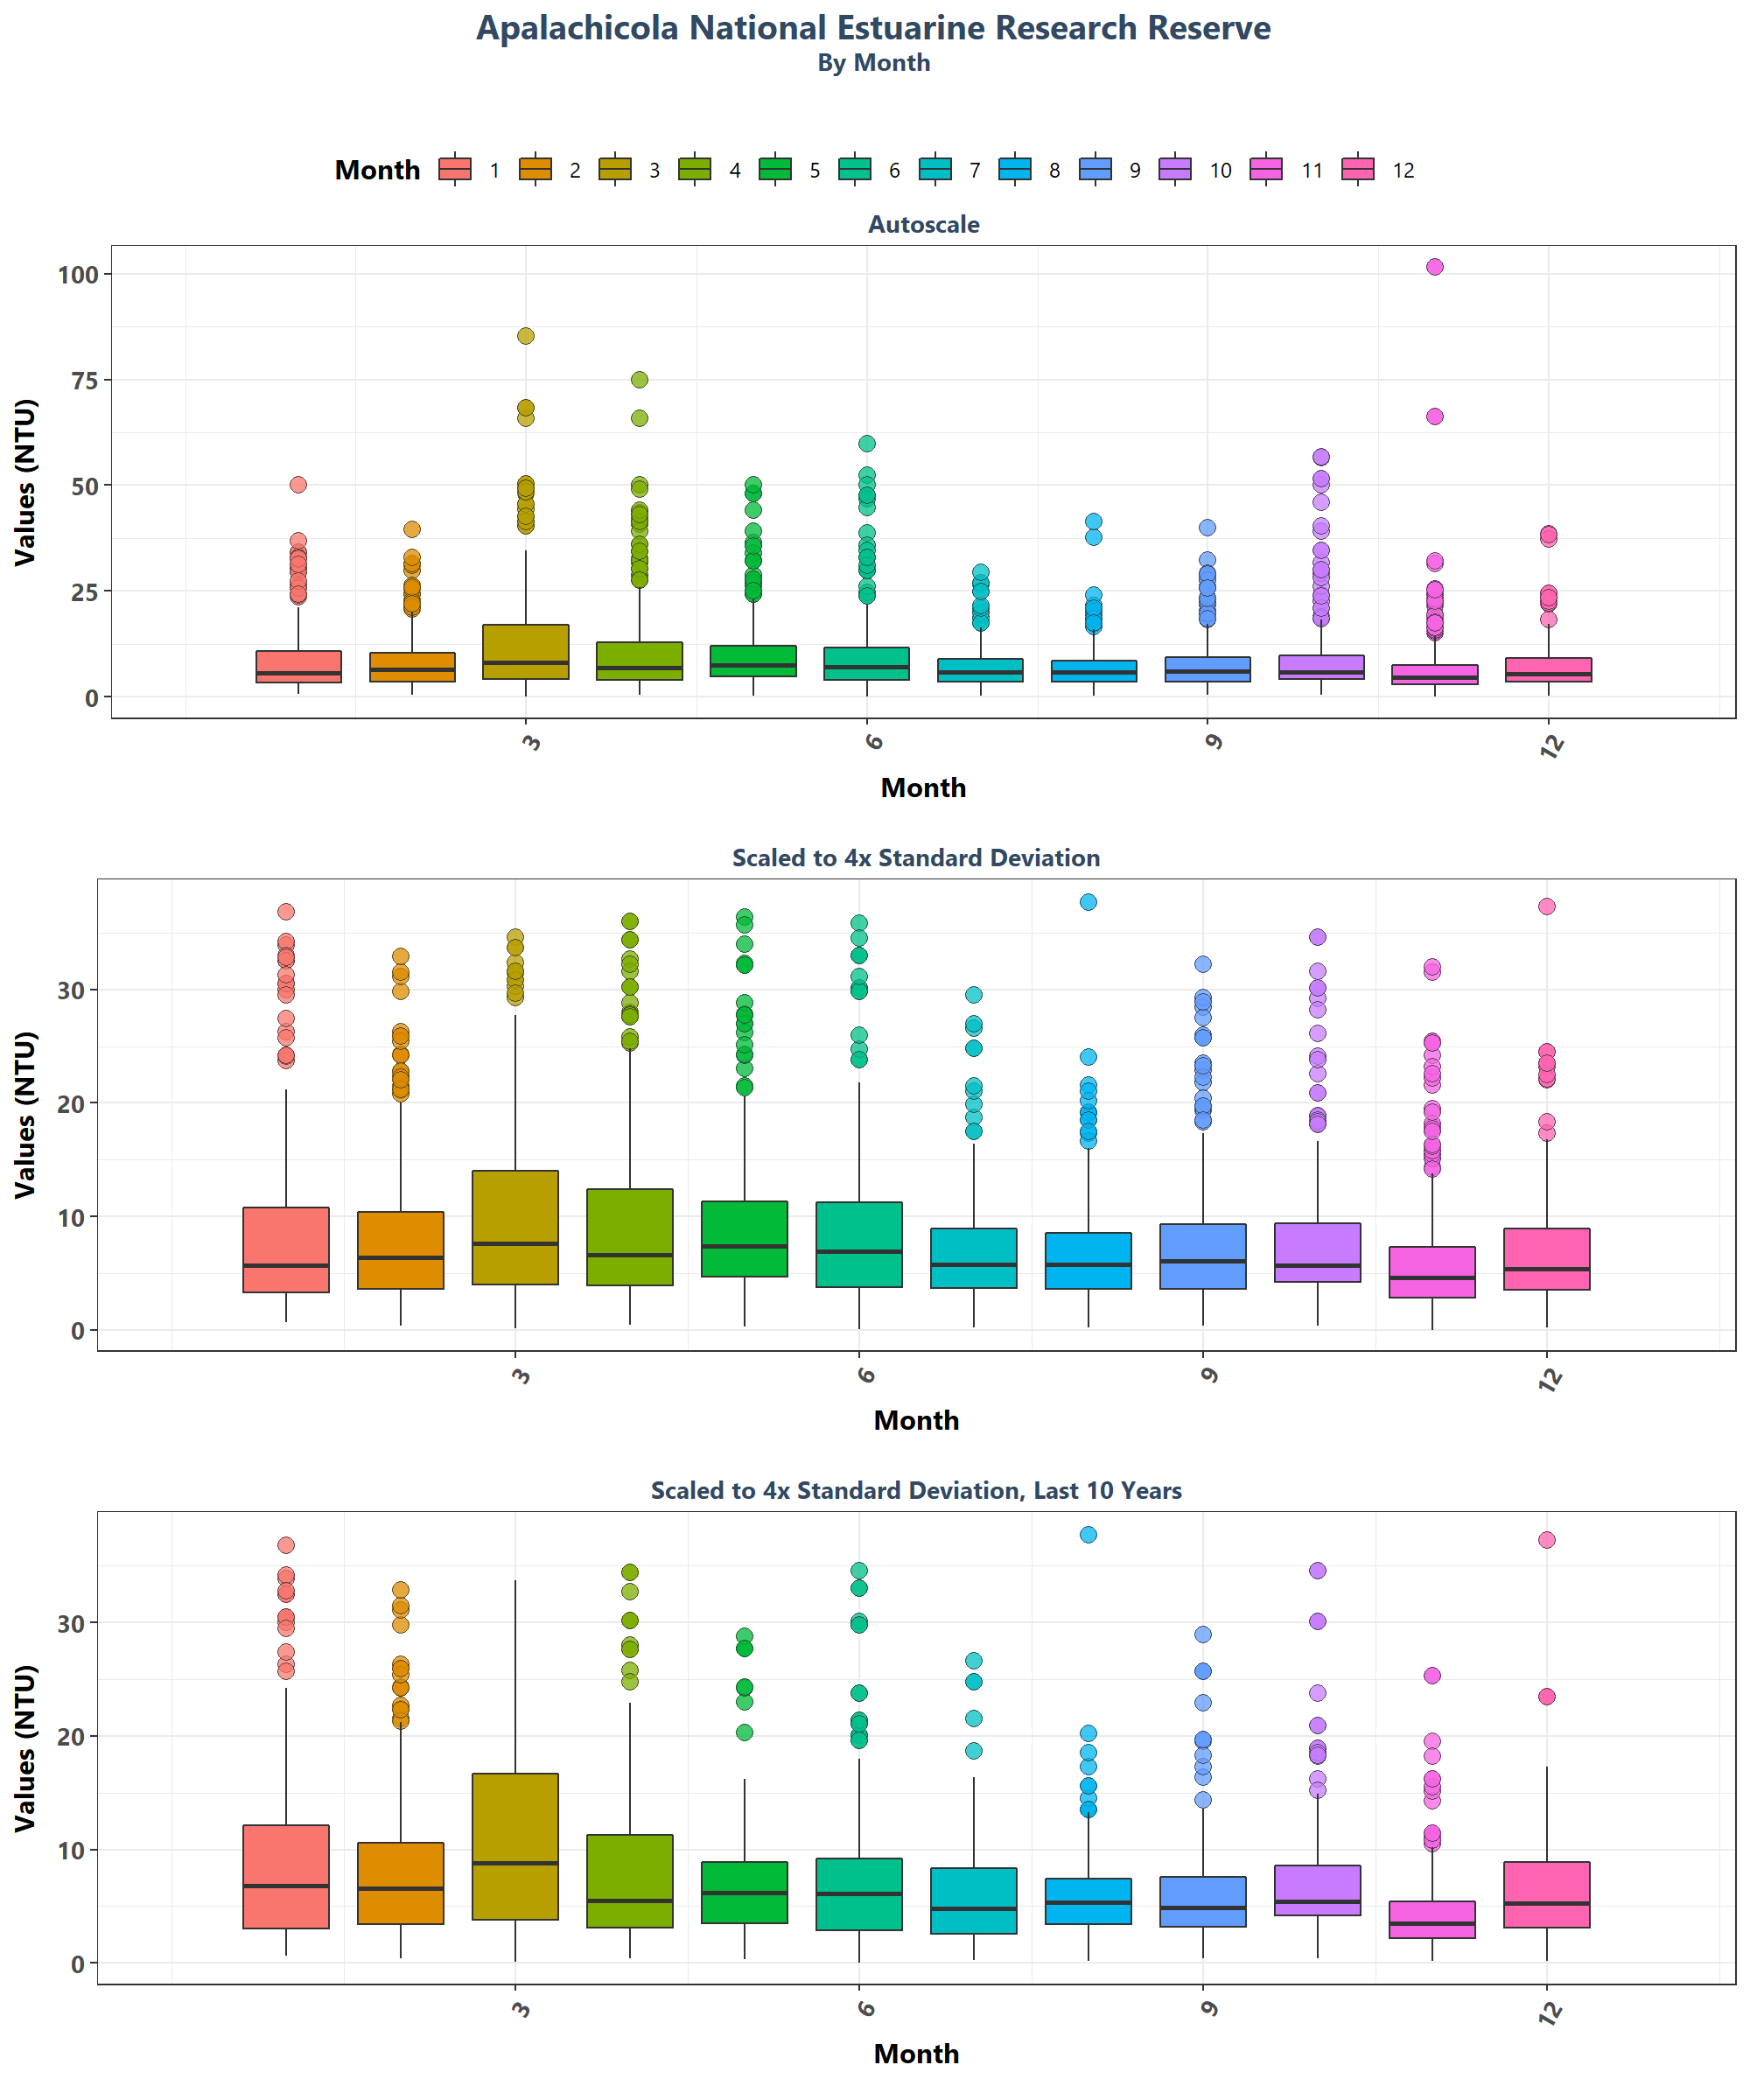 Apalachicola National Estuarine Research Reserve
By Month
Month 1 2 3 4 5 6 7 8 9 10 11 12
Autoscale
Values (NTU)
100
75
50
25
0
3 6 9 12
Month
Scaled to 4x Standard Deviation
Values (NTU)
30
20
10
0
3 6 9 12
Month
Scaled to 4x Standard Deviation, Last 10 Years
Values (NTU)
30
20
10
0
3 6 9 12
Month